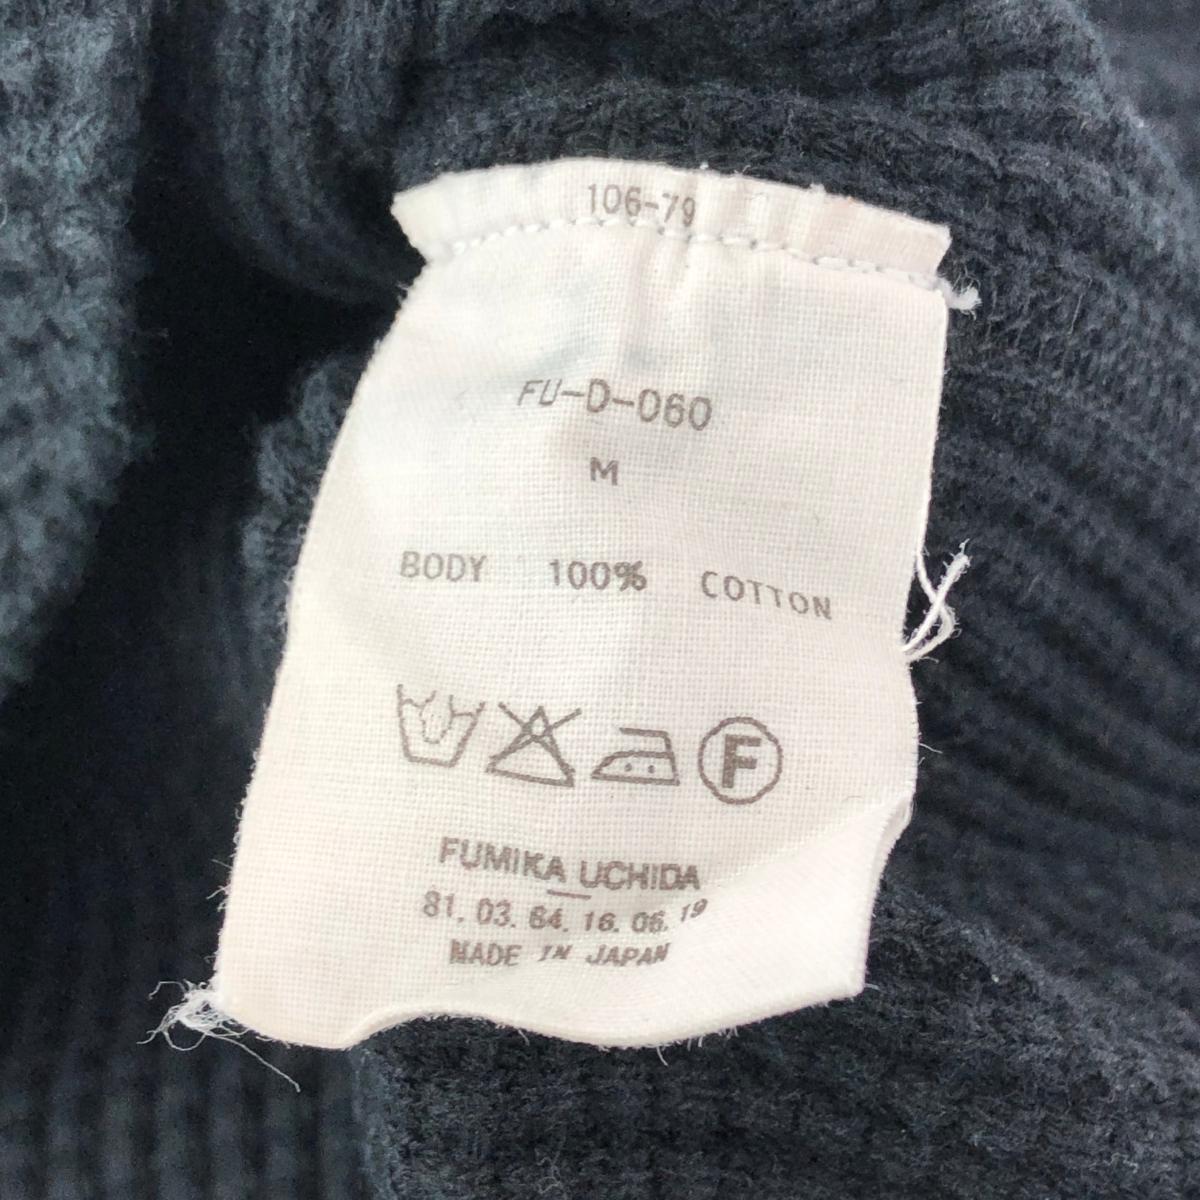 106-79
FU-D-060
M
BODY 100% COTTON
F
FUMIKA UCHIDA
81. 03. 64. 16. 06. 19
MADE IN JAPAN